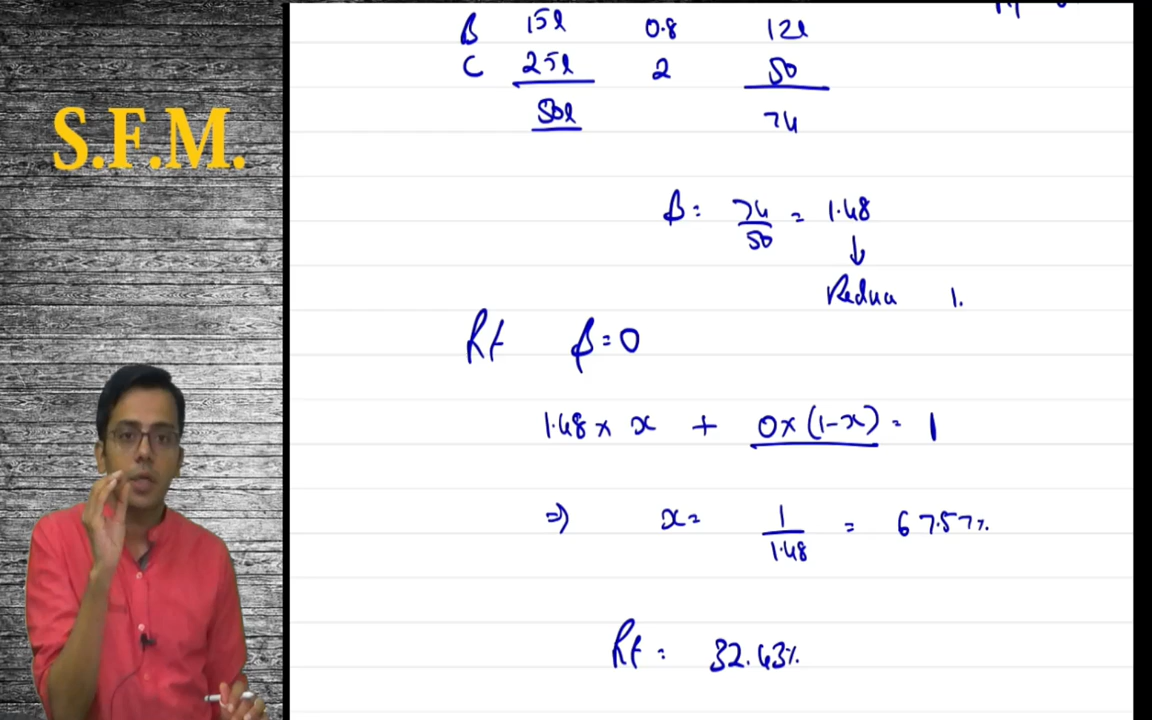 S.F.M.
B 15l 0.8 12l
C 25l 2 50
50l 74
β = 74/50 = 1.48
↓
Reduce 1.
Rf β = 0
1.48 × x + 0 × (1-x) = 1
⇒ x = 1/1.48 = 67.57%
Rf = 32.43%